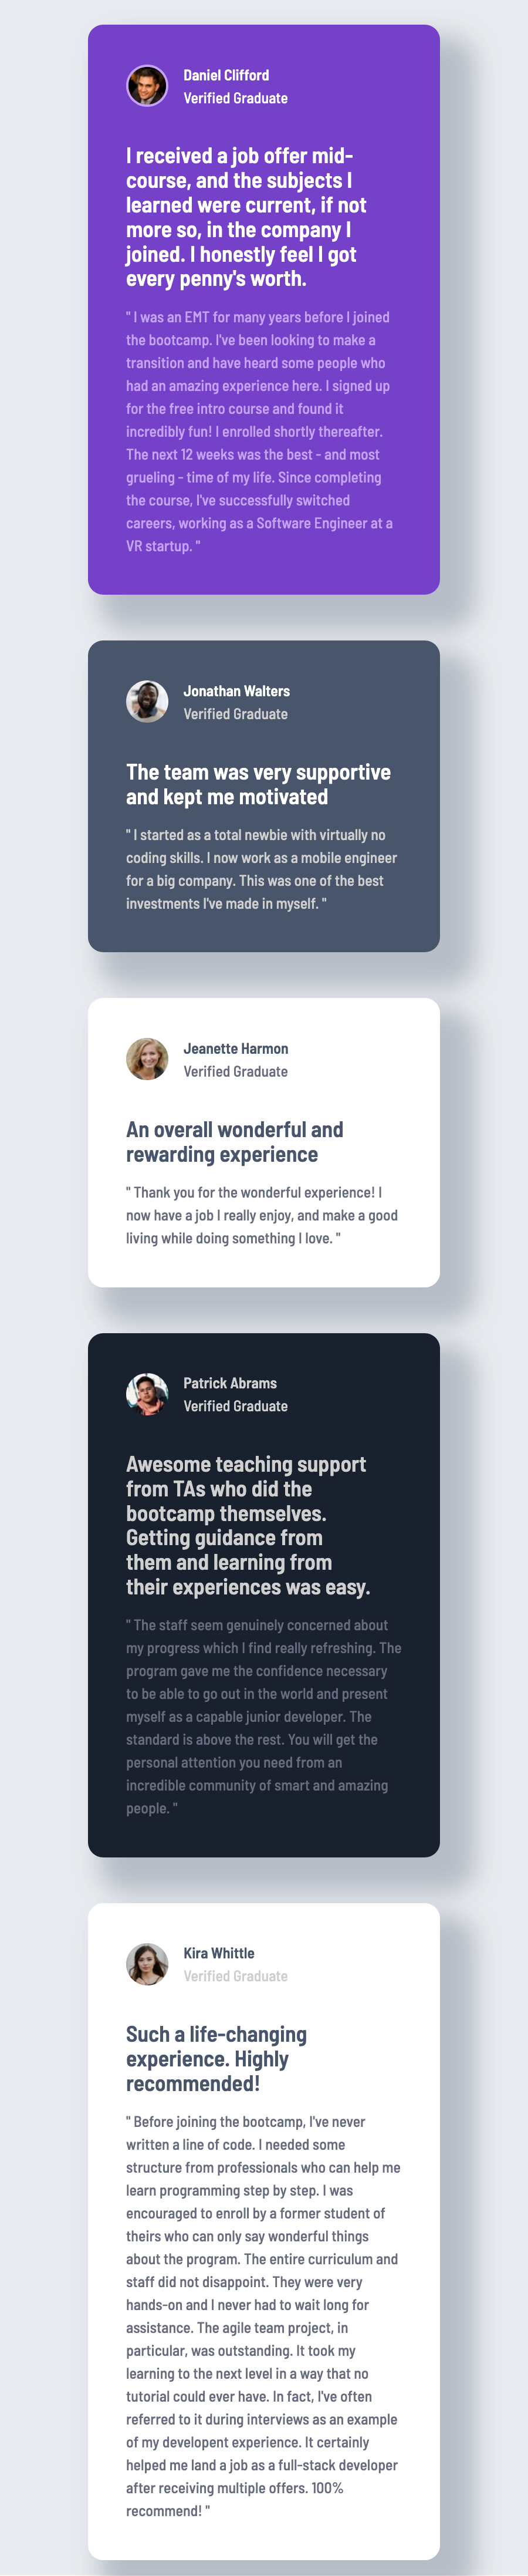 Daniel Clifford
Verified Graduate
I received a job offer mid-
course, and the subjects I
learned were current, if not
more so, in the company I
joined. I honestly feel I got
every penny's worth.
" I was an EMT for many years before I joined
the bootcamp. I've been looking to make a
transition and have heard some people who
had an amazing experience here. I signed up
for the free intro course and found it
incredibly fun! I enrolled shortly thereafter.
The next 12 weeks was the best - and most
grueling - time of my life. Since completing
the course, I've successfully switched
careers, working as a Software Engineer at a
VR startup. "
Jonathan Walters
Verified Graduate
The team was very supportive
and kept me motivated
" I started as a total newbie with virtually no
coding skills. I now work as a mobile engineer
for a big company. This was one of the best
investments I've made in myself. "
Jeanette Harmon
Verified Graduate
An overall wonderful and
rewarding experience
" Thank you for the wonderful experience! I
now have a job I really enjoy, and make a good
living while doing something I love. "
Patrick Abrams
Verified Graduate
Awesome teaching support
from TAs who did the
bootcamp themselves.
Getting guidance from
them and learning from
their experiences was easy.
" The staff seem genuinely concerned about
my progress which I find really refreshing. The
program gave me the confidence necessary
to be able to go out in the world and present
myself as a capable junior developer. The
standard is above the rest. You will get the
personal attention you need from an
incredible community of smart and amazing
people. "
Kira Whittle
Verified Graduate
Such a life-changing
experience. Highly
recommended!
" Before joining the bootcamp, I've never
written a line of code. I needed some
structure from professionals who can help me
learn programming step by step. I was
encouraged to enroll by a former student of
theirs who can only say wonderful things
about the program. The entire curriculum and
staff did not disappoint. They were very
hands-on and I never had to wait long for
assistance. The agile team project, in
particular, was outstanding. It took my
learning to the next level in a way that no
tutorial could ever have. In fact, I've often
referred to it during interviews as an example
of my developent experience. It certainly
helped me land a job as a full-stack developer
after receiving multiple offers. 100%
recommend! "